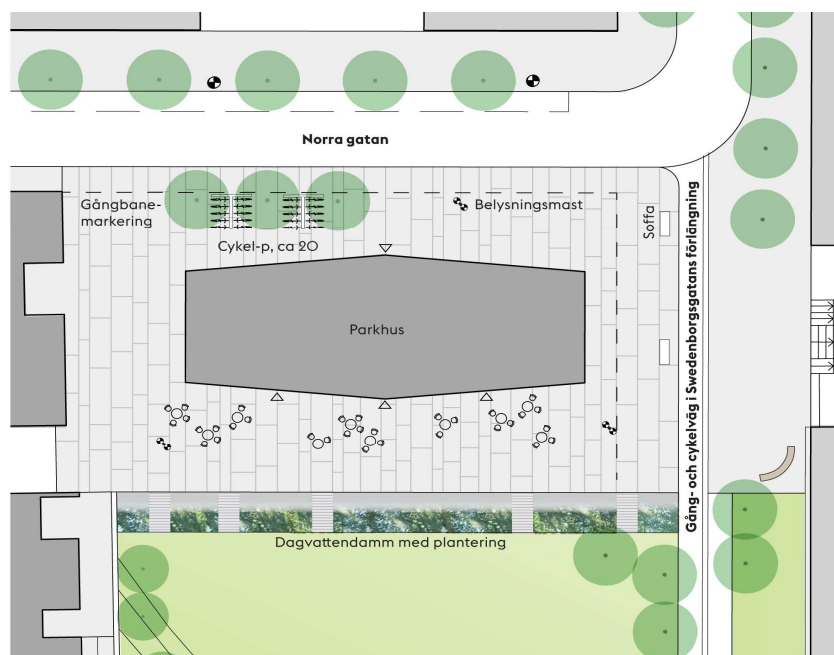 Norra gatan
Gångbane-
markering
Belysningsmast
Soffa
Cykel-p, ca 20
Parkhus
Gång- och cykelväg i Swedenborgsgatans förlängning
Dagvattendamm med plantering